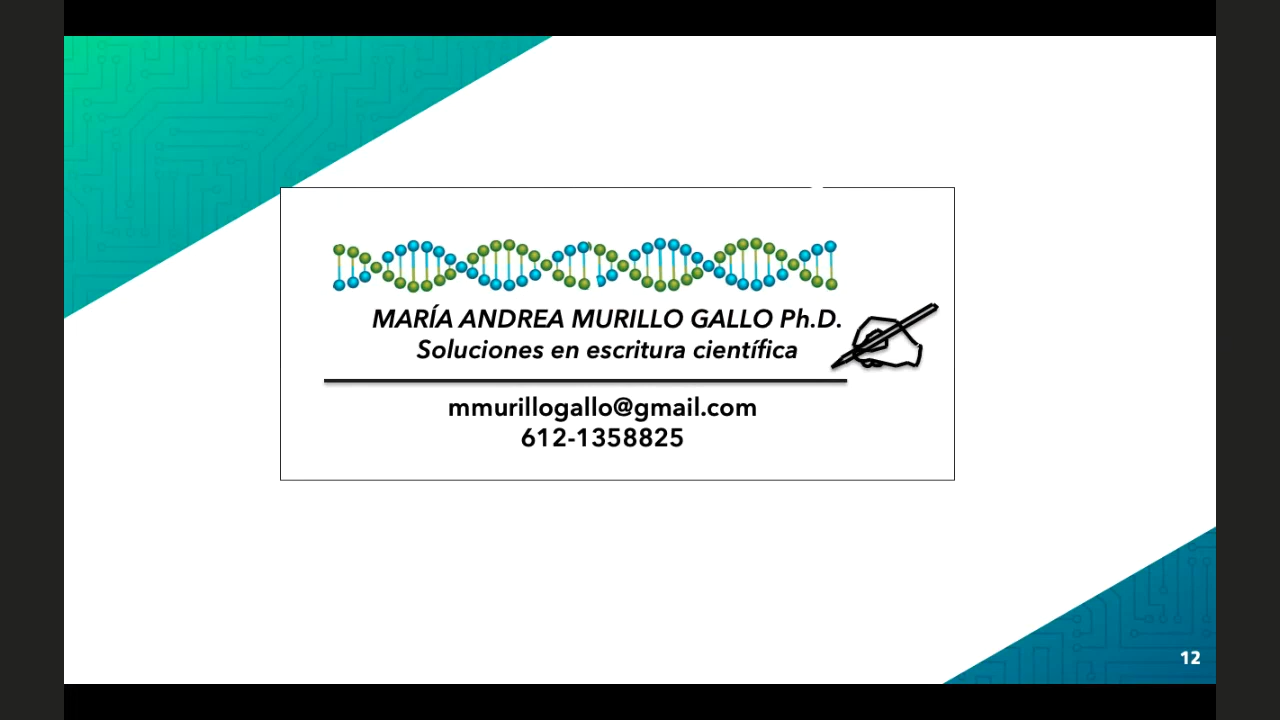 MARÍA ANDREA MURILLO GALLO Ph.D.
Soluciones en escritura científica
mmurillogallo@gmail.com
612-1358825
12